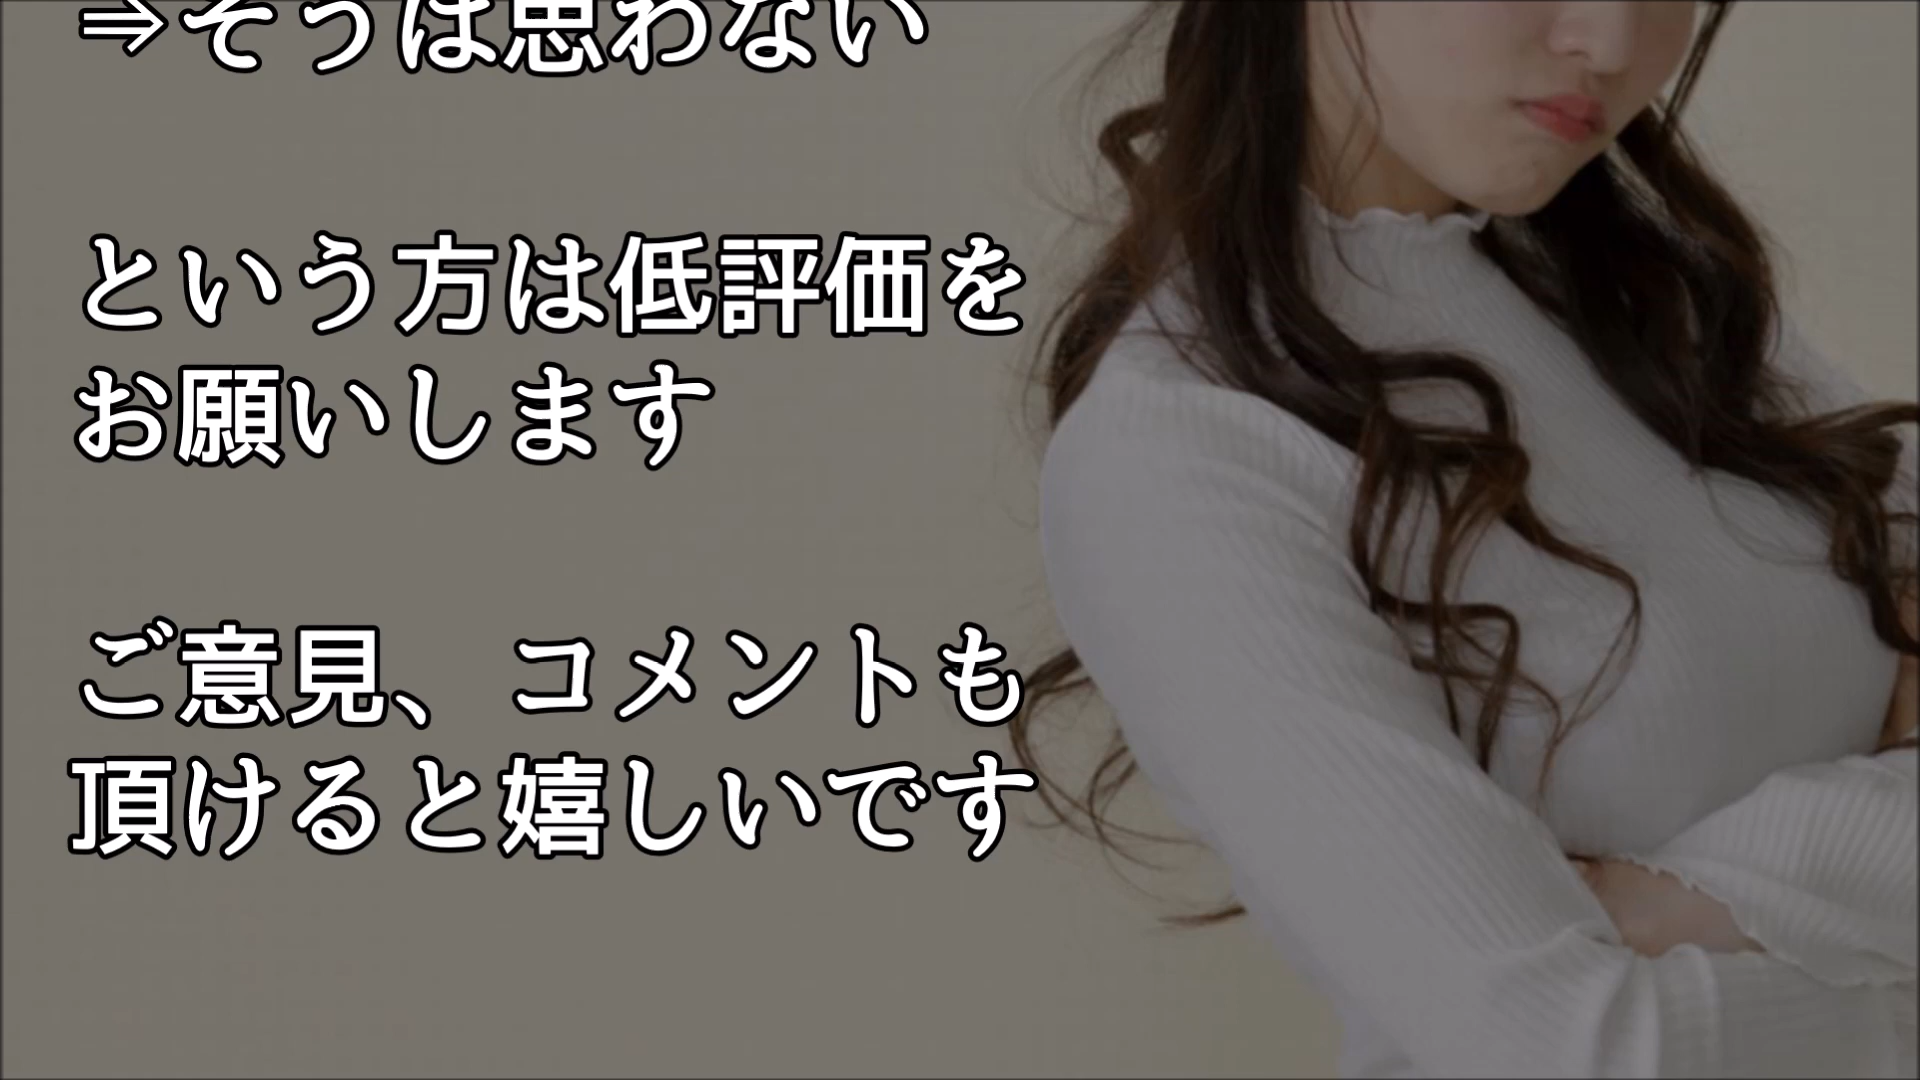 ⇒そうは思わない
という方は低評価を
お願いします
ご意見、コメントも
頂けると嬉しいです